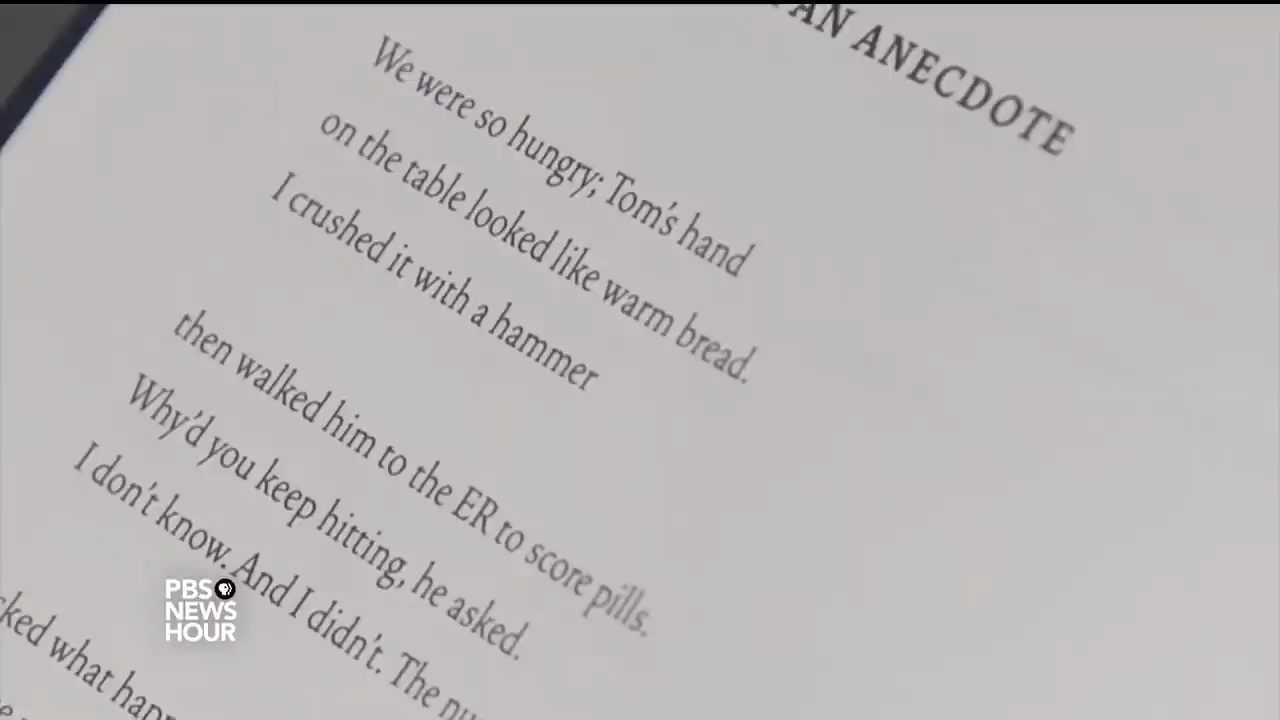 AN ANECDOTE
We were so hungry; Tom's hand
on the table looked like warm bread.
I crushed it with a hammer
then walked him to the ER to score pills.
Why'd you keep hitting, he asked.
I don't know. And I didn't. The
what
PBS
NEWS
HOUR